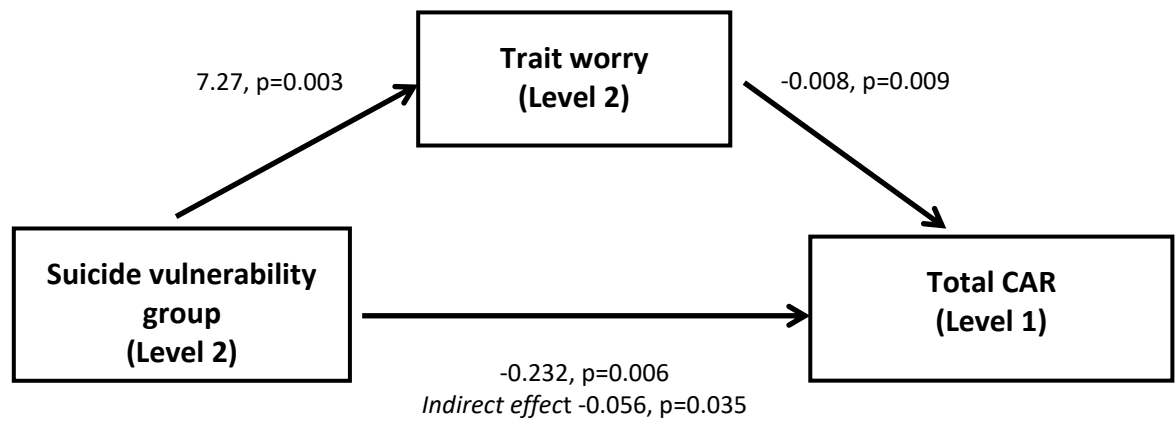 Trait worry
(Level 2)
7.27, p=0.003
-0.008, p=0.009
Suicide vulnerability
group
(Level 2)
Total CAR
(Level 1)
-0.232, p=0.006
Indirect effect -0.056, p=0.035